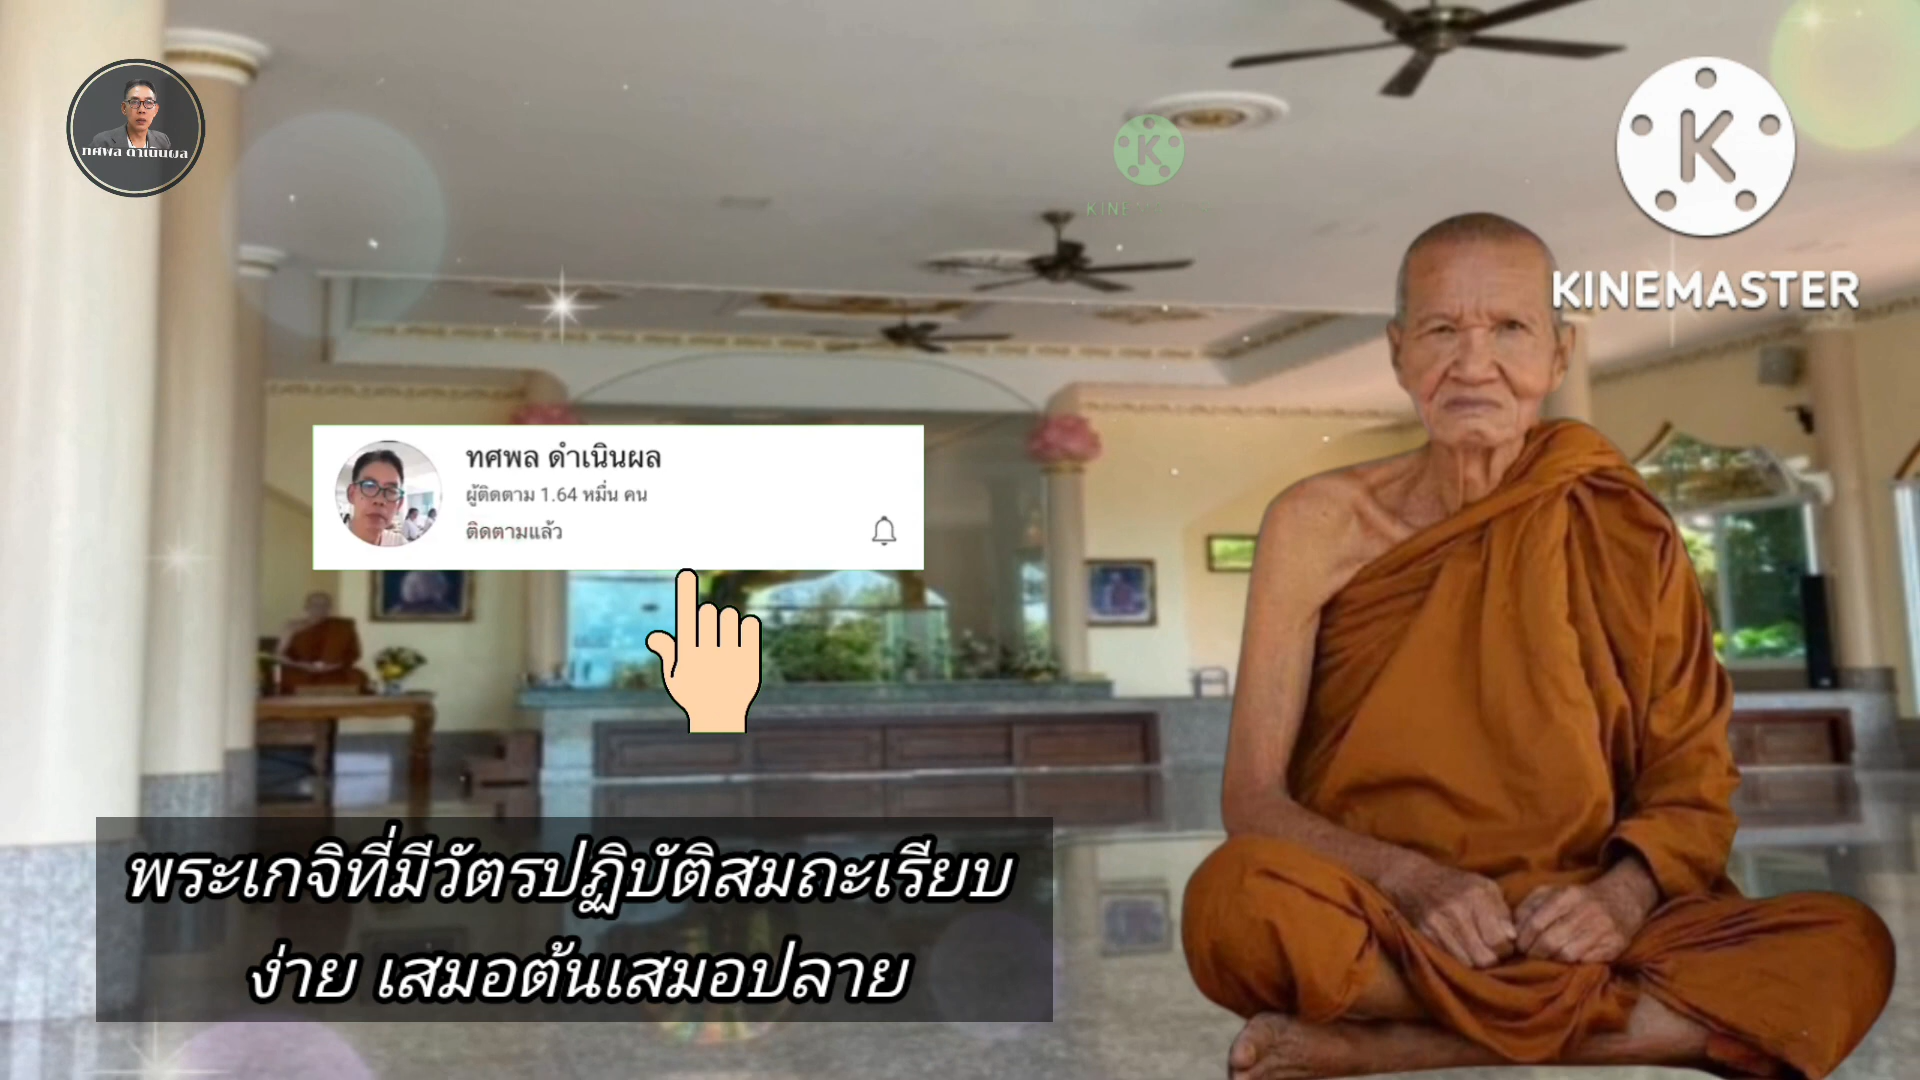 ทศพล ดำเนินผล
K
KINEMASTER
K
KINEMASTER
ทศพล ดำเนินผล
ผู้ติดตาม 1.64 หมื่น คน
ติดตามแล้ว
พระเกจิที่มีวัตรปฏิบัติสมถะเรียบ
ง่าย เสมอต้นเสมอปลาย